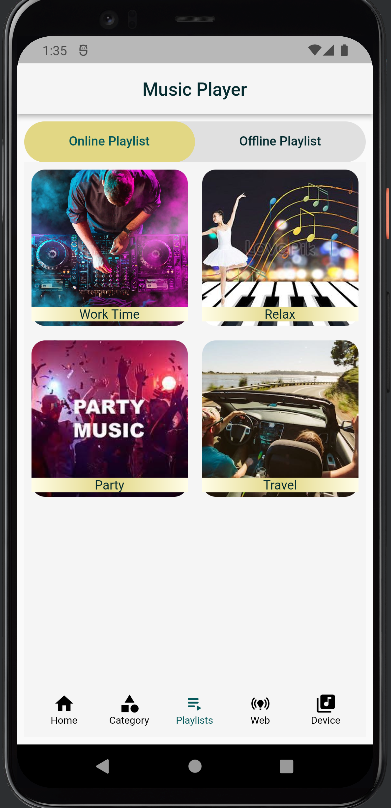 1:35
Music Player
Online Playlist
Offline Playlist
Work Time
Relax
PARTY
MUSIC
Party
Travel
Home
Category
Playlists
Web
Device